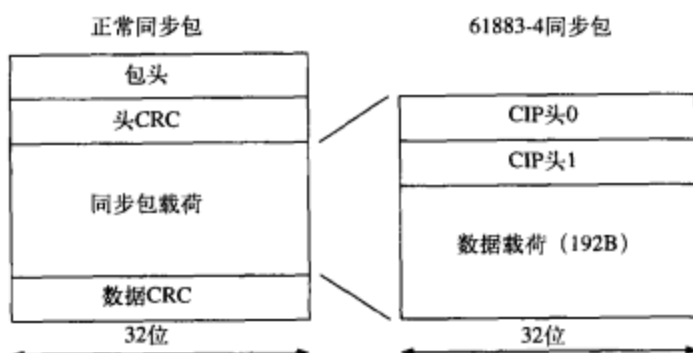 正常同步包
包头
头CRC
同步包载荷
数据CRC
32位
61883-4同步包
CIP头0
CIP头1
数据载荷（192B）
32位